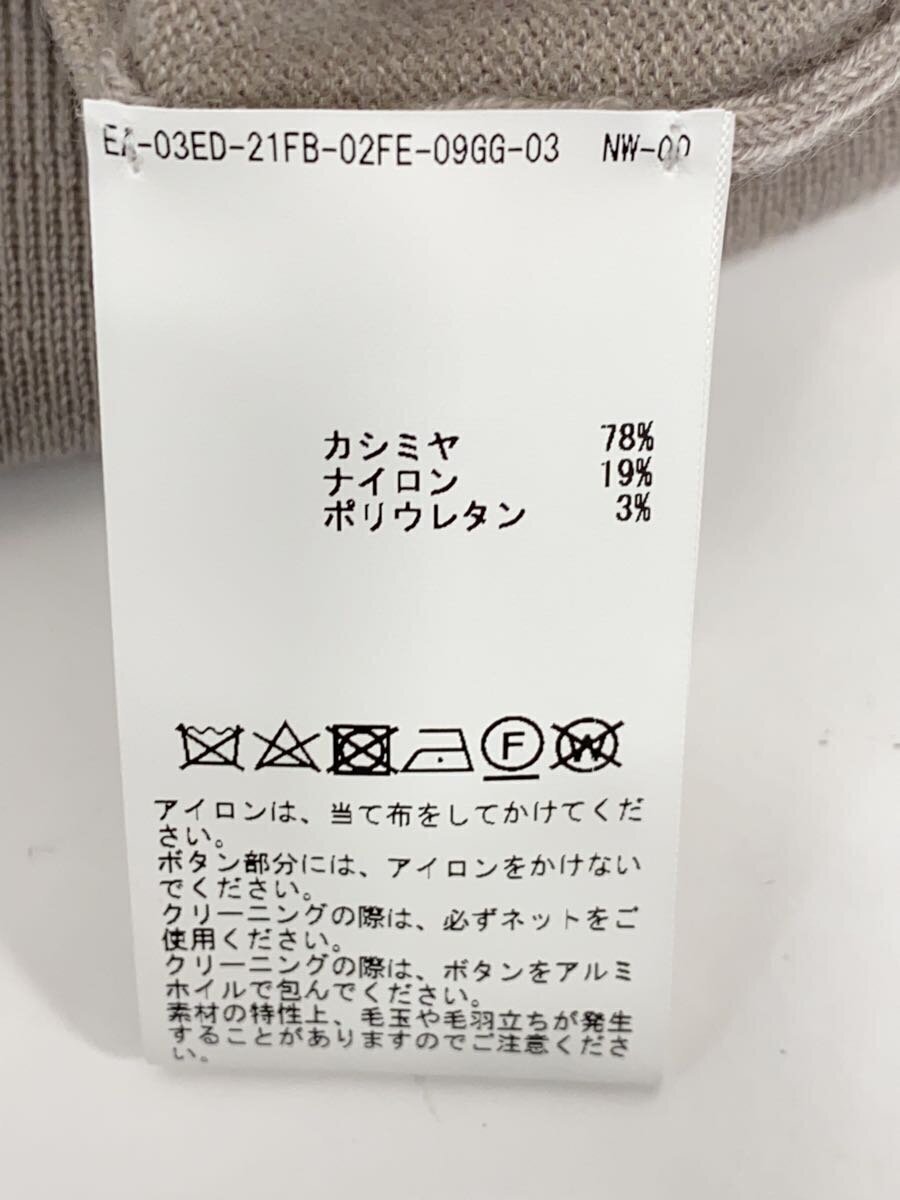 EA-03ED-21FB-02FE-09GG-03 NW-00
カシミヤ 78%
ナイロン 19%
ポリウレタン 3%
F W
アイロンは、当て布をしてかけてくだ
さい。
ボタン部分には、アイロンをかけない
でください。
クリーニングの際は、必ずネットをご
使用ください。
クリーニングの際は、ボタンをアルミ
ホイルで包んでください。
素材の特性上、毛玉や毛羽立ちが発生
することがありますのでご注意くださ
い。